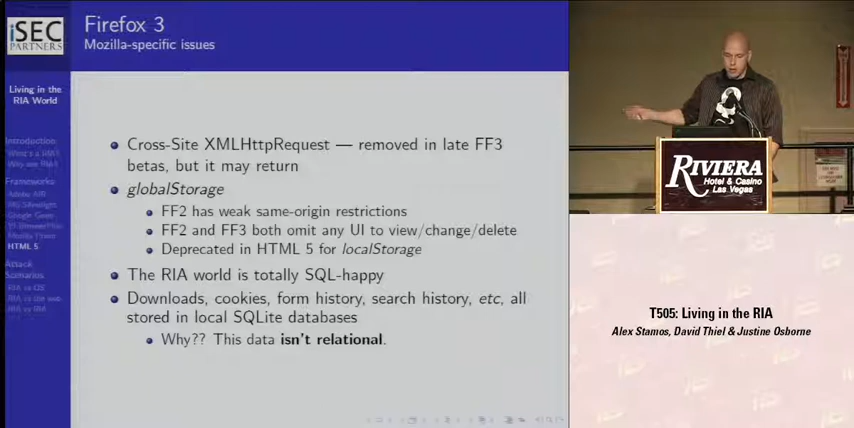 iSEC
PARTNERS
Firefox 3
Mozilla-specific issues
Living in the
RIA World
Introduction
What's a RIA?
Why use RIA?
Frameworks
Adobe AIR
MS Silverlight
Google Gears
Y! BrowserPlus
Mozilla Prism
HTML 5
Attack
Scenarios
RIA vs OS
RIA vs the web
RIA vs RIA
Cross-Site XMLHttpRequest — removed in late FF3
betas, but it may return
globalStorage
FF2 has weak same-origin restrictions
FF2 and FF3 both omit any UI to view/change/delete
Deprecated in HTML 5 for localStorage
The RIA world is totally SQL-happy
Downloads, cookies, form history, search history, etc, all
stored in local SQLite databases
Why?? This data isn't relational.
RIVIERA
Hotel & Casino
Las Vegas
T505: Living in the RIA
Alex Stamos, David Thiel & Justine Osborne